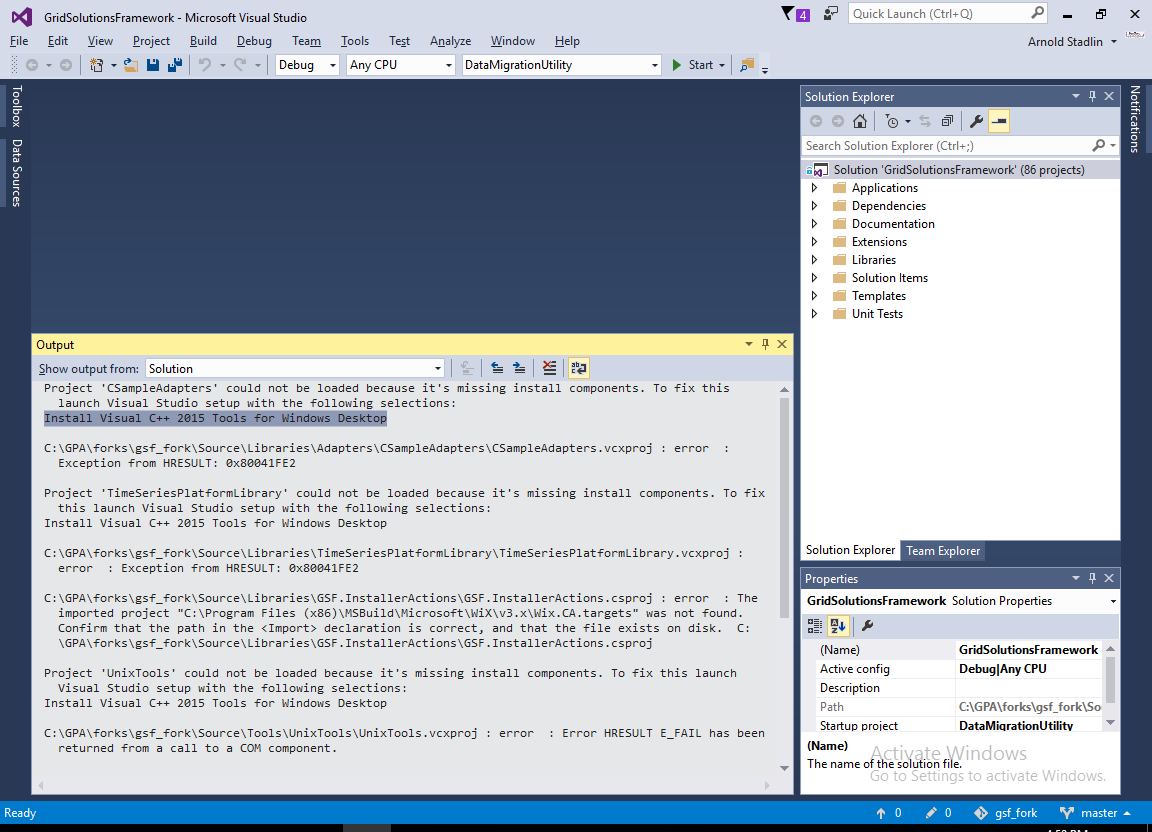 GridSolutionsFramework - Microsoft Visual Studio
4
Quick Launch (Ctrl+Q)
File Edit View Project Build Debug Team Tools Test Analyze Window Help
Arnold Stadlin
Debug Any CPU DataMigrationUtility Start
Toolbox
Data Sources
Notifications
Solution Explorer
Search Solution Explorer (Ctrl+;)
Solution 'GridSolutionsFramework' (86 projects)
Applications
Dependencies
Documentation
Extensions
Libraries
Solution Items
Templates
Unit Tests
Output
Show output from: Solution
Project 'CSampleAdapters' could not be loaded because it's missing install components. To fix this
launch Visual Studio setup with the following selections:
Install Visual C++ 2015 Tools for Windows Desktop
C:\GPA\forks\gsf_fork\Source\Libraries\Adapters\CSampleAdapters\CSampleAdapters.vcxproj : error  :
Exception from HRESULT: 0x80041FE2
Project 'TimeSeriesPlatformLibrary' could not be loaded because it's missing install components. To fix
this launch Visual Studio setup with the following selections:
Install Visual C++ 2015 Tools for Windows Desktop
C:\GPA\forks\gsf_fork\Source\Libraries\TimeSeriesPlatformLibrary\TimeSeriesPlatformLibrary.vcxproj :
error  : Exception from HRESULT: 0x80041FE2
C:\GPA\forks\gsf_fork\Source\Libraries\GSF.InstallerActions\GSF.InstallerActions.csproj : error  : The
imported project "C:\Program Files (x86)\MSBuild\Microsoft\WiX\v3.x\Wix.CA.targets" was not found.
Confirm that the path in the <Import> declaration is correct, and that the file exists on disk.  C:
\GPA\forks\gsf_fork\Source\Libraries\GSF.InstallerActions\GSF.InstallerActions.csproj
Project 'UnixTools' could not be loaded because it's missing install components. To fix this launch
Visual Studio setup with the following selections:
Install Visual C++ 2015 Tools for Windows Desktop
C:\GPA\forks\gsf_fork\Source\Tools\UnixTools\UnixTools.vcxproj : error  : Error HRESULT E_FAIL has been
returned from a call to a COM component.
Solution Explorer Team Explorer
Properties
GridSolutionsFramework Solution Properties
(Name) GridSolutionsFramework
Active config Debug|Any CPU
Description
Path C:\GPA\forks\gsf_fork\So
Startup project DataMigrationUtility
(Name)
The name of the solution file.
Activate Windows
Go to Settings to activate Windows.
Ready 0 0 gsf_fork master